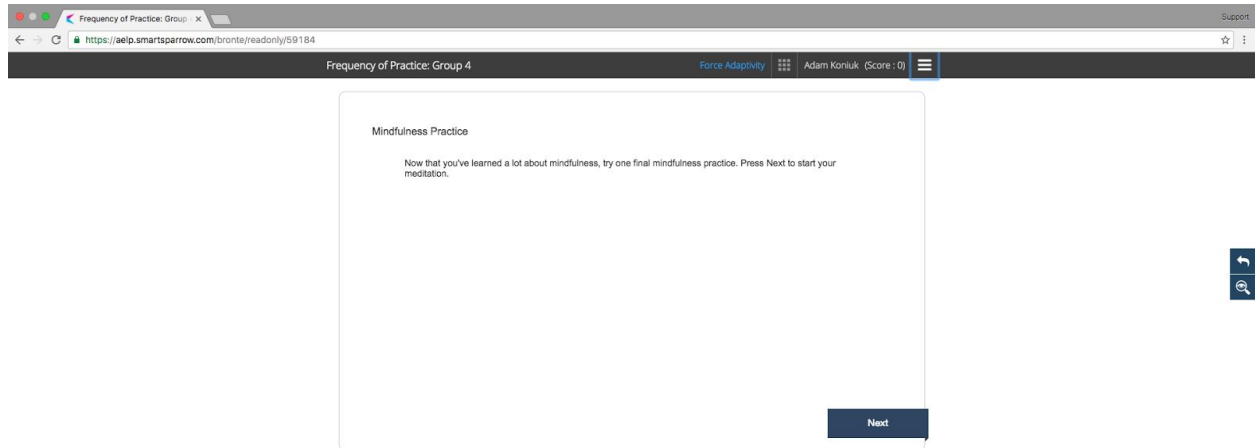 Frequency of Practice: Group
Support
https://aelp.smartsparrow.com/bronte/readonly/59184
Frequency of Practice: Group 4
Force Adaptivity
Adam Koniuk (Score : 0)
Mindfulness Practice
Now that you've learned a lot about mindfulness, try one final mindfulness practice. Press Next to start your
meditation.
Next